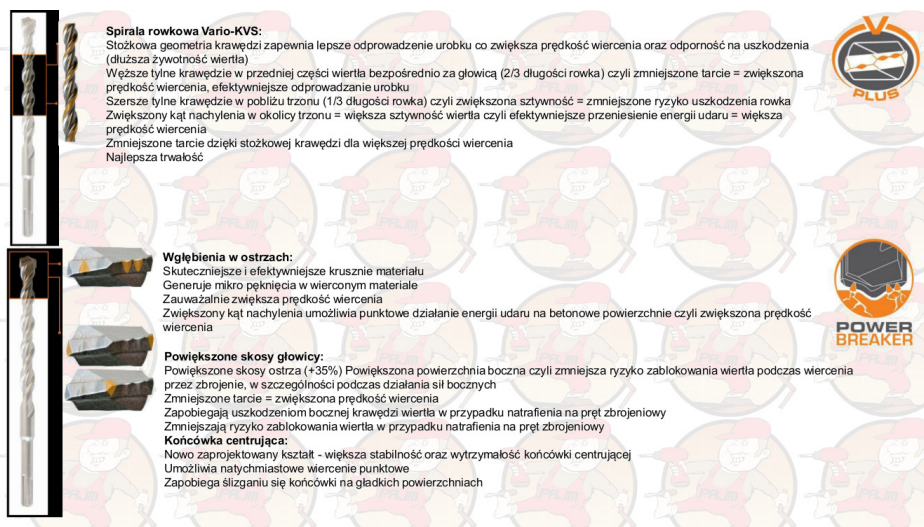 Spirala rowkowa Vario-KVS:
Stożkowa geometria krawędzi zapewnia lepsze odprowadzenie urobku co zwiększa prędkość wiercenia oraz odporność na uszkodzenia
(dłuższa żywotność wiertła)
Węższe tylne krawędzie w przedniej części wiertła bezpośrednio za głowicą (2/3 długości rowka) czyli zmniejszone tarcie = zwiększona
prędkość wiercenia, efektywniejsze odprowadzanie urobku
Szersze tylne krawędzie w pobliżu trzonu (1/3 długości rowka) czyli zwiększona sztywność = zmniejszone ryzyko uszkodzenia rowka
Zwiększony kąt nachylenia w okolicy trzonu = większa sztywność wiertła czyli efektywniejsze przeniesienie energii udaru = większa
prędkość wiercenia
Zmniejszone tarcie dzięki stożkowej krawędzi dla większej prędkości wiercenia
Najlepsza trwałość
PLUS
Wgłębienia w ostrzach:
Skuteczniejsze i efektywniejsze krusznie materiału
Generuje mikro pęknięcia w wierconym materiale
Zauważalnie zwiększa prędkość wiercenia
Zwiększony kąt nachylenia umożliwia punktowe działanie energii udaru na betonowe powierzchnie czyli zwiększona prędkość
wiercenia
POWER
BREAKER
Powiększone skosy głowicy:
Powiększone skosy ostrza (+35%) Powiększona powierzchnia boczna czyli zmniejsza ryzyko zablokowania wiertła podczas wiercenia
przez zbrojenie, w szczególności podczas działania sił bocznych
Zmniejszone tarcie = zwiększona prędkość wiercenia
Zapobiegają uszkodzeniom bocznej krawędzi wiertła w przypadku natrafienia na pręt zbrojeniowy
Zmniejszają ryzyko zablokowania wiertła w przypadku natrafienia na pręt zbrojeniowy
Końcówka centrująca:
Nowo zaprojektowany kształt - większa stabilność oraz wytrzymałość końcówki centrującej
Umożliwia natychmiastowe wiercenie punktowe
Zapobiega ślizganiu się końcówki na gładkich powierzchniach